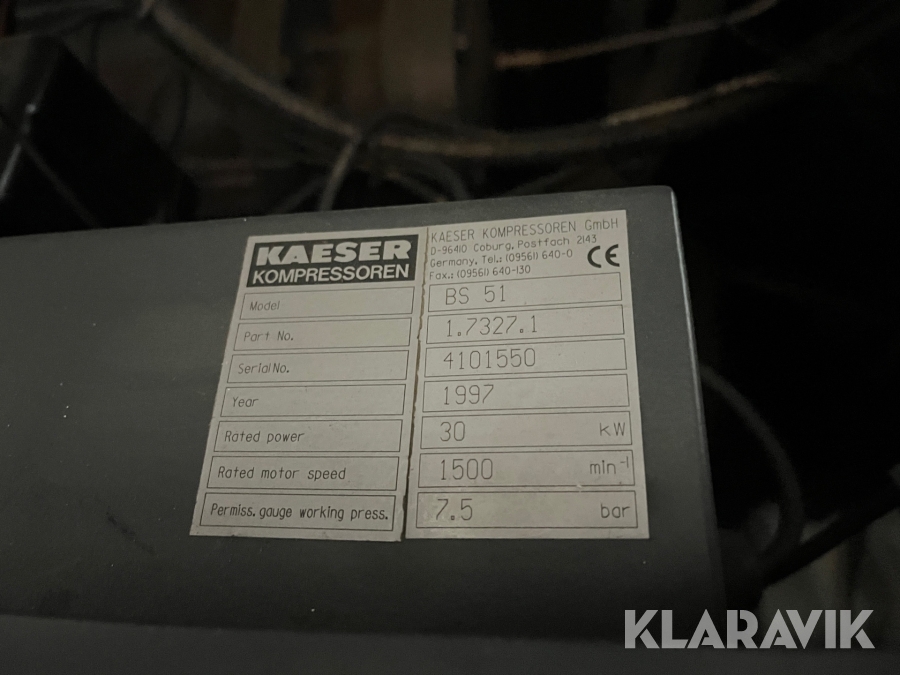 KAESER
KOMPRESSOREN
KAESER KOMPRESSOREN GmbH
D-96410 Coburg, Postfach 2143
Germany, Tel.: (09561) 640-0
Fax.: (09561) 640-130
CE
Model BS 51
Part No. 1.7327.1
Serial No. 4101550
Year 1997
Rated power 30 kW
Rated motor speed 1500 min⁻¹
Permiss. gauge working press. 7.5 bar
KLARAVIK